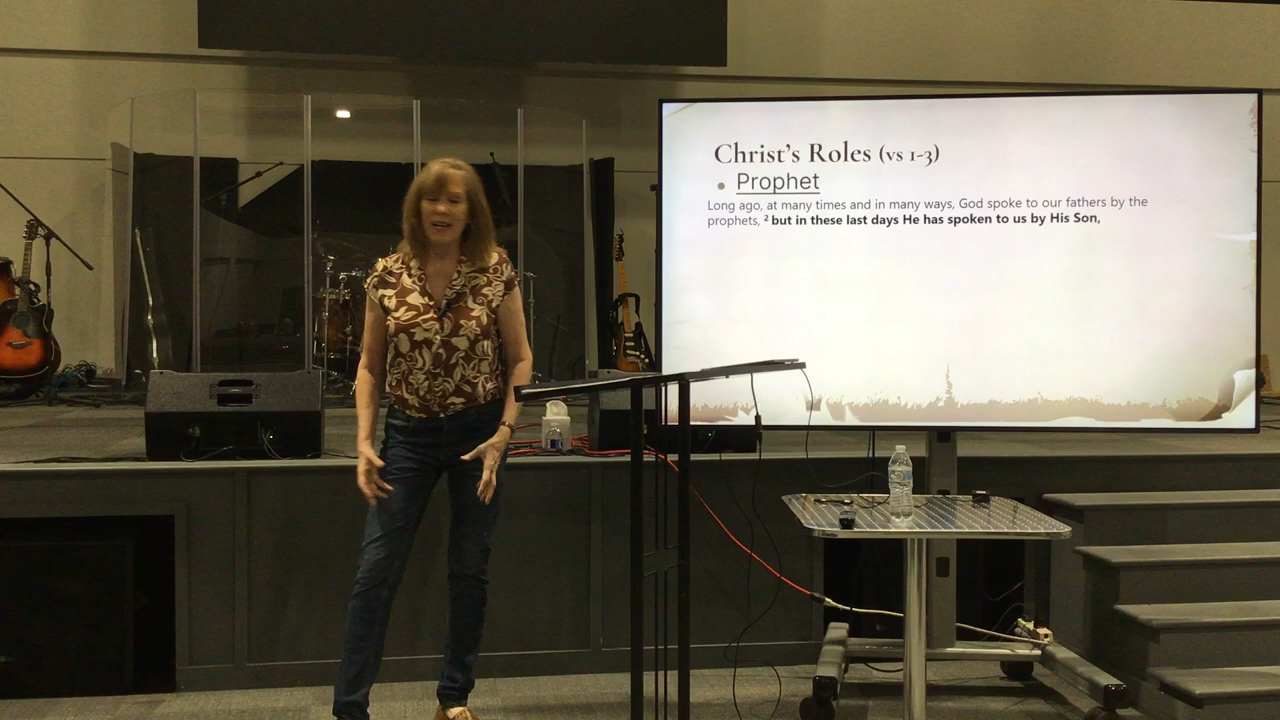 Christ's Roles (vs 1-3)
• Prophet
Long ago, at many times and in many ways, God spoke to our fathers by the
prophets, ² but in these last days He has spoken to us by His Son,